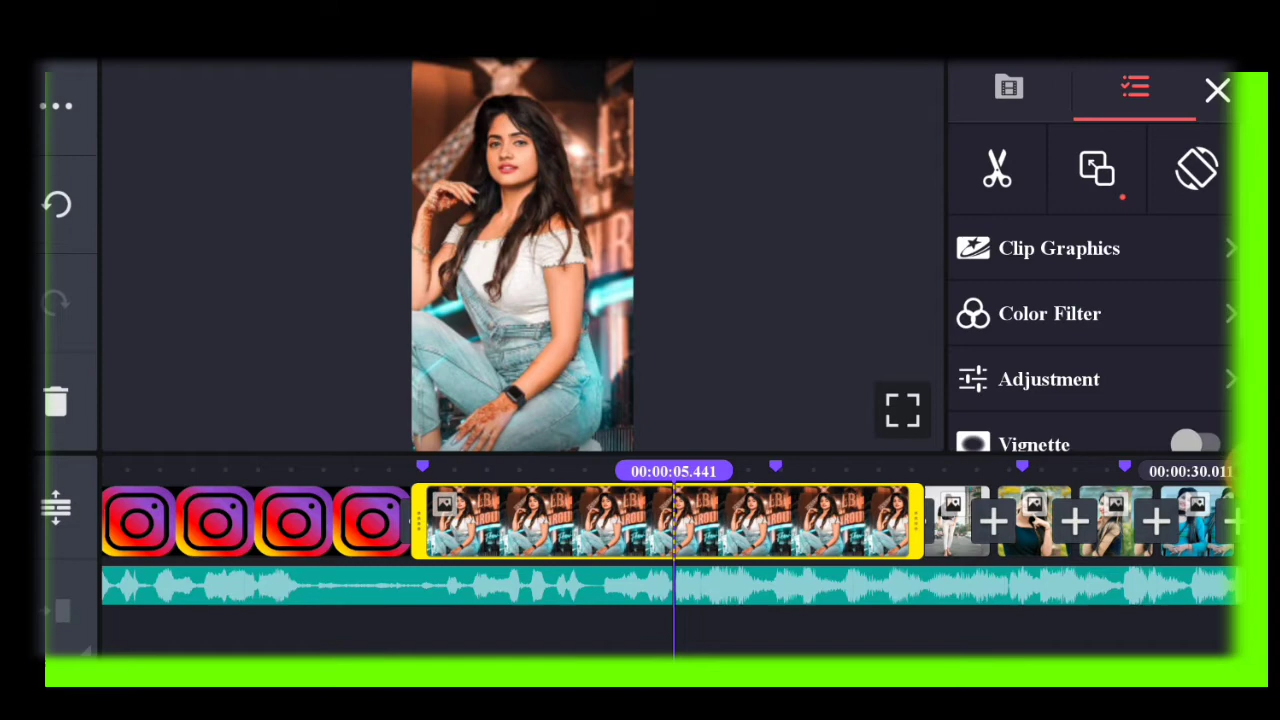 Clip Graphics
Color Filter
Adjustment
Vignette
00:00:05.441
00:00:30.011